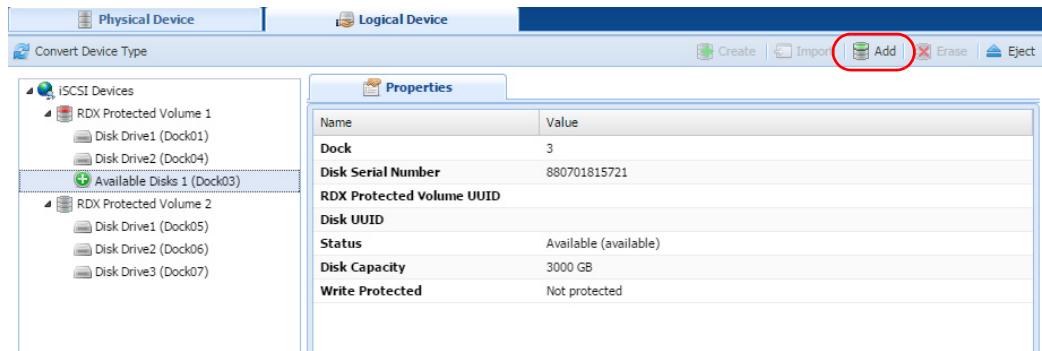 Physical Device
Logical Device
Convert Device Type
Create
Import
Add
Erase
Eject
iSCSI Devices
RDX Protected Volume 1
Disk Drive1 (Dock01)
Disk Drive2 (Dock04)
Available Disks 1 (Dock03)
RDX Protected Volume 2
Disk Drive1 (Dock05)
Disk Drive2 (Dock06)
Disk Drive3 (Dock07)
Properties
Name Value
Dock 3
Disk Serial Number 880701815721
RDX Protected Volume UUID
Disk UUID
Status Available (available)
Disk Capacity 3000 GB
Write Protected Not protected